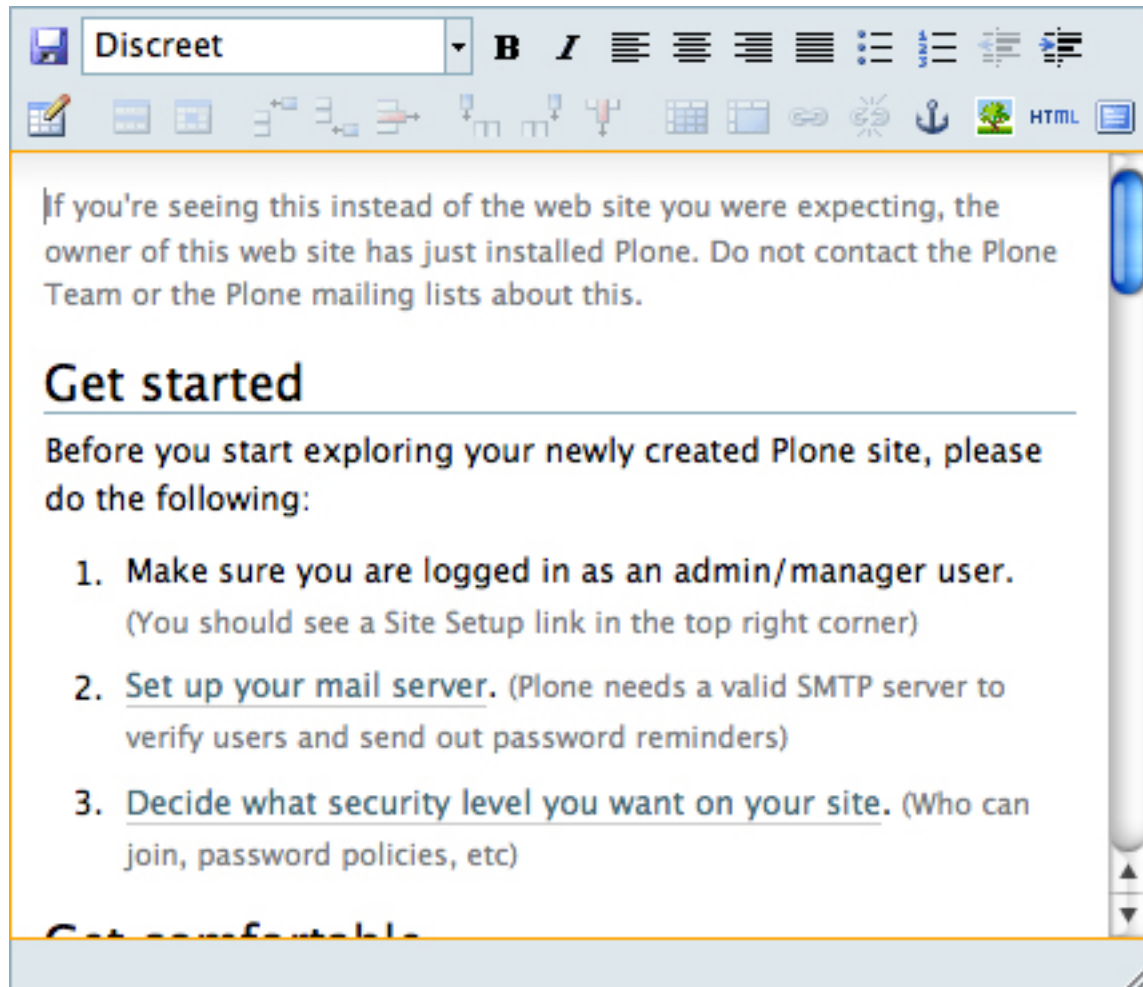 Discreet
B I
1 2 3
HTML
If you're seeing this instead of the web site you were expecting, the
owner of this web site has just installed Plone. Do not contact the Plone
Team or the Plone mailing lists about this.
Get started
Before you start exploring your newly created Plone site, please
do the following:
1. Make sure you are logged in as an admin/manager user.
(You should see a Site Setup link in the top right corner)
2. Set up your mail server. (Plone needs a valid SMTP server to
verify users and send out password reminders)
3. Decide what security level you want on your site. (Who can
join, password policies, etc)
Get comfortable